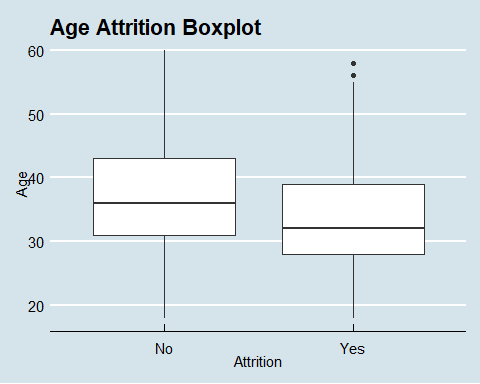 Age Attrition Boxplot
Age
60
50
40
30
20
No Yes
Attrition